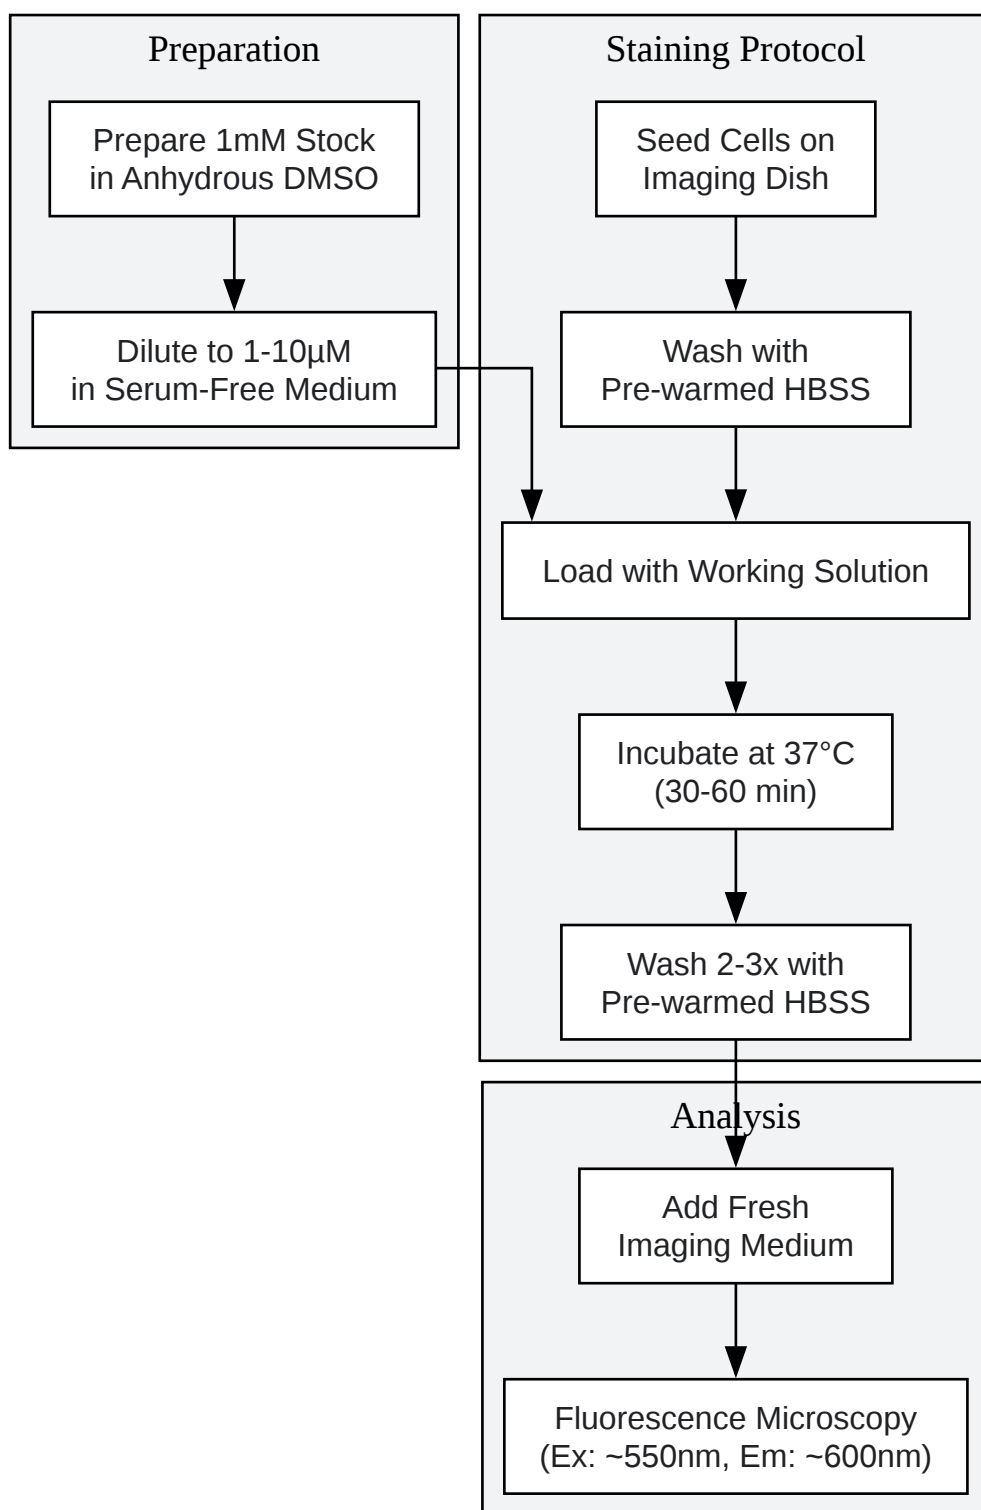 Preparation
Prepare 1mM Stock
in Anhydrous DMSO
Dilute to 1-10µM
in Serum-Free Medium
Staining Protocol
Seed Cells on
Imaging Dish
Wash with
Pre-warmed HBSS
Load with Working Solution
Incubate at 37°C
(30-60 min)
Wash 2-3x with
Pre-warmed HBSS
Analysis
Add Fresh
Imaging Medium
Fluorescence Microscopy
(Ex: ~550nm, Em: ~600nm)